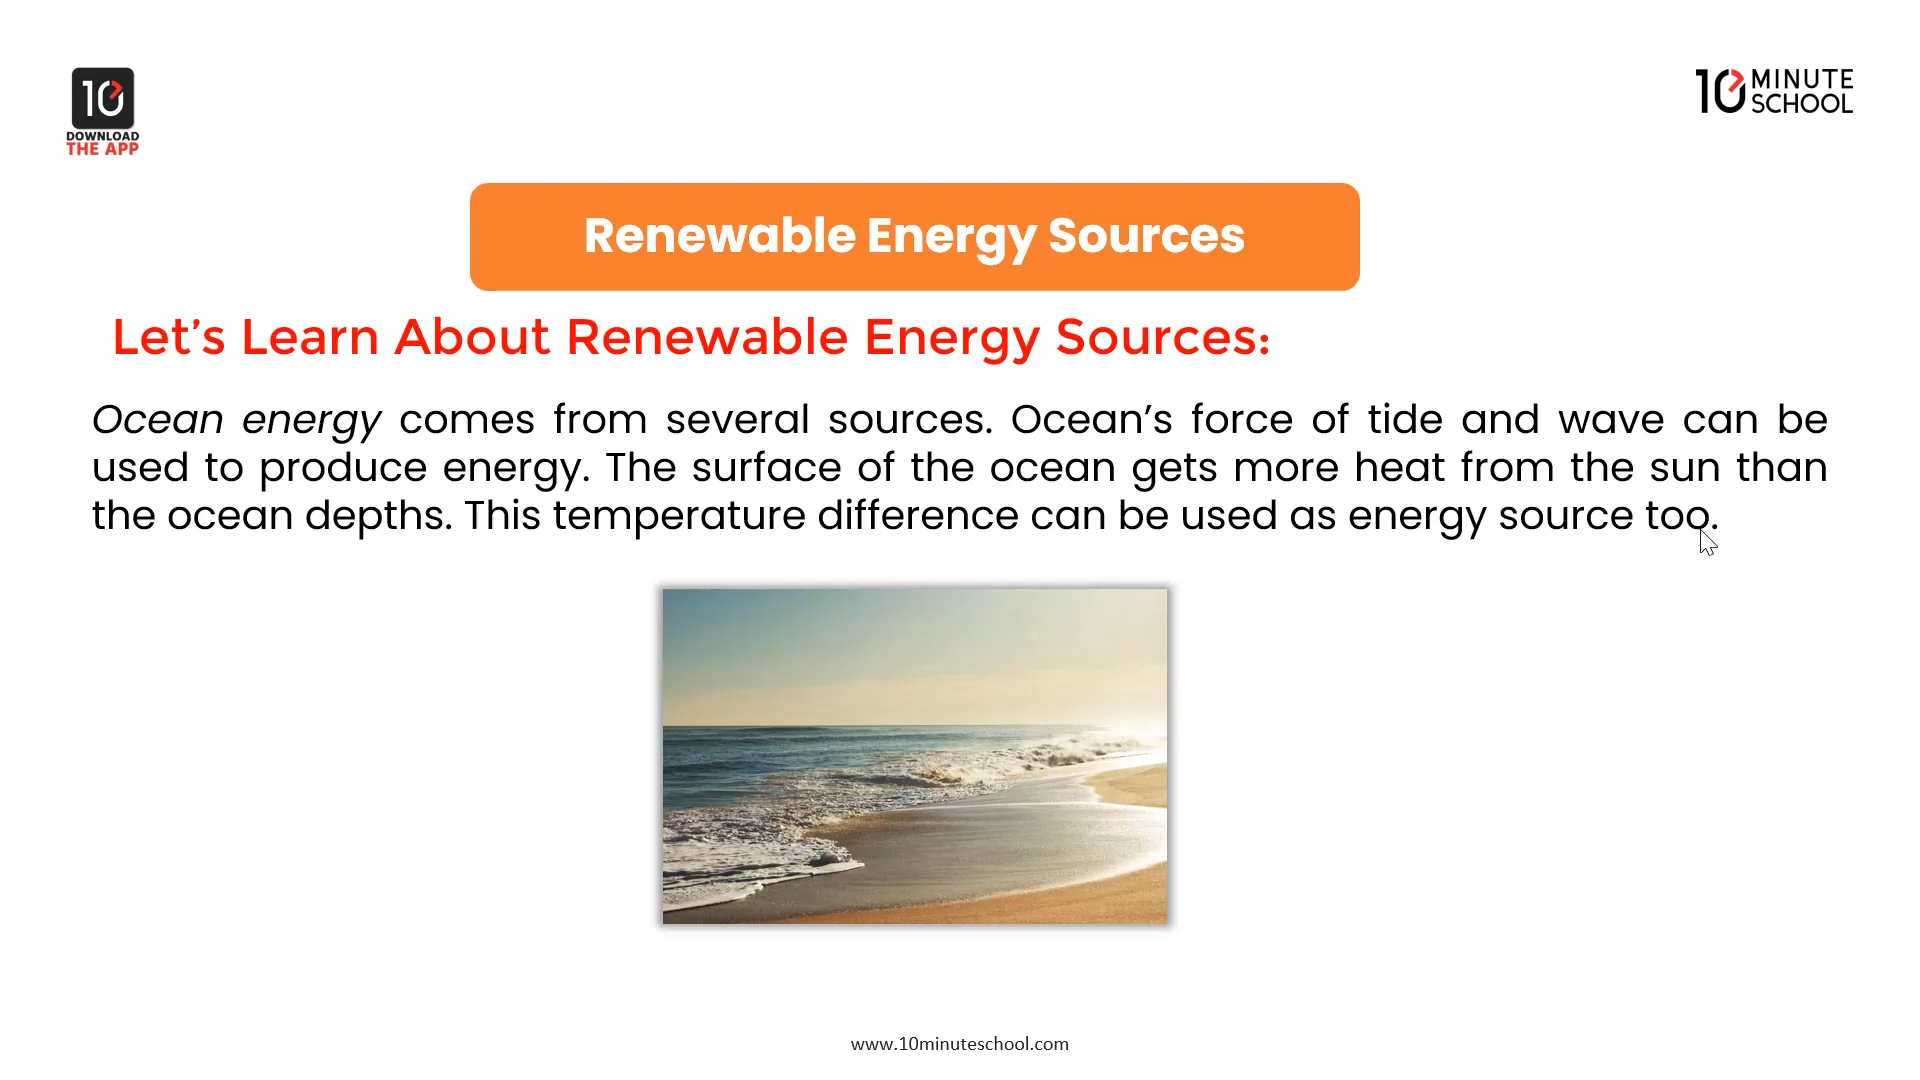 10
DOWNLOAD
THE APP
10 MINUTE
SCHOOL
Renewable Energy Sources
Let’s Learn About Renewable Energy Sources:
Ocean energy comes from several sources. Ocean’s force of tide and wave can be
used to produce energy. The surface of the ocean gets more heat from the sun than
the ocean depths. This temperature difference can be used as energy source too.
www.10minuteschool.com